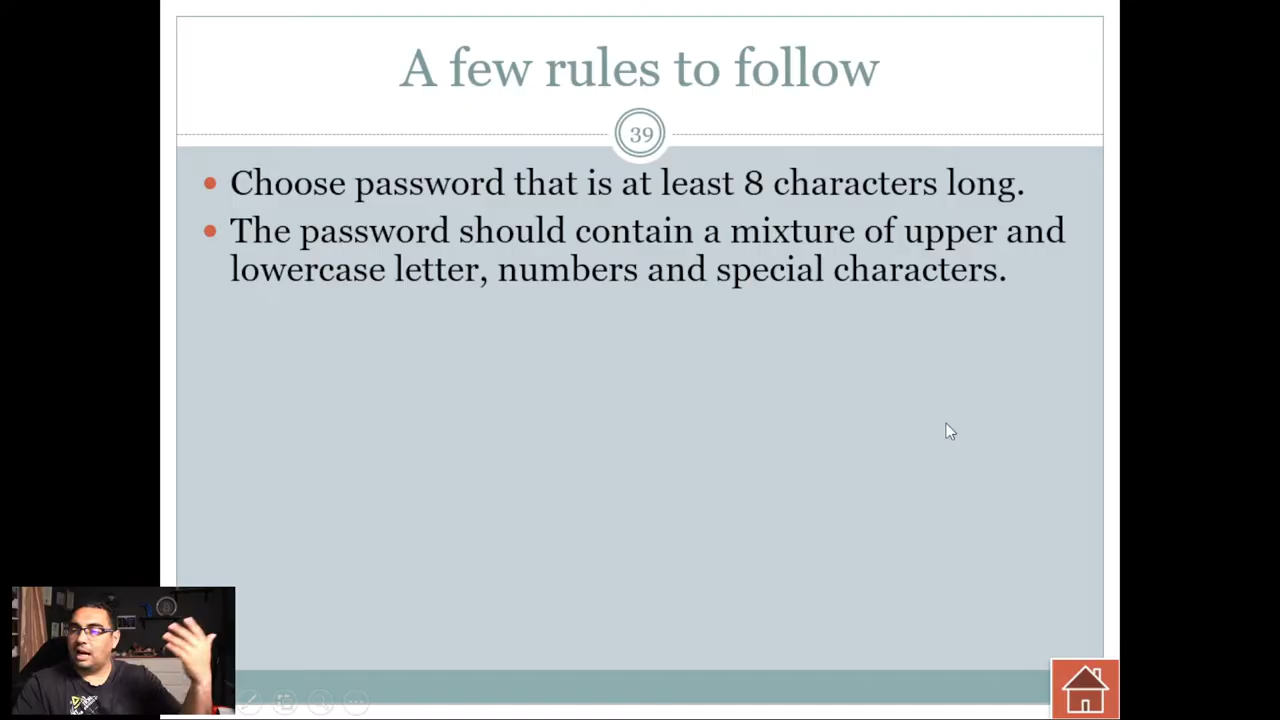 A few rules to follow
39
Choose password that is at least 8 characters long.
The password should contain a mixture of upper and
lowercase letter, numbers and special characters.